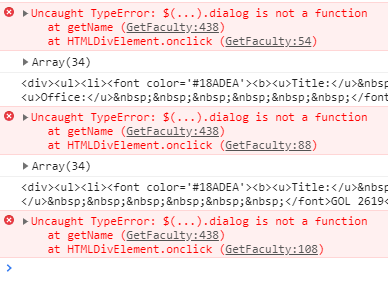 Uncaught TypeError: $(...).dialog is not a function
at getName (GetFaculty:438)
at HTMLDivElement.onclick (GetFaculty:54)
Array(34)
<div><ul><li><font color='#18ADEA'><b><u>Title:</u>&nbsp
<u>Office:</u>&nbsp;&nbsp;&nbsp;&nbsp;&nbsp;&nbsp;</font
Uncaught TypeError: $(...).dialog is not a function
at getName (GetFaculty:438)
at HTMLDivElement.onclick (GetFaculty:88)
Array(34)
<div><ul><li><font color='#18ADEA'><b><u>Title:</u>&nbsp
</u>&nbsp;&nbsp;&nbsp;&nbsp;&nbsp;&nbsp;</font>GOL 2619<
Uncaught TypeError: $(...).dialog is not a function
at getName (GetFaculty:438)
at HTMLDivElement.onclick (GetFaculty:108)